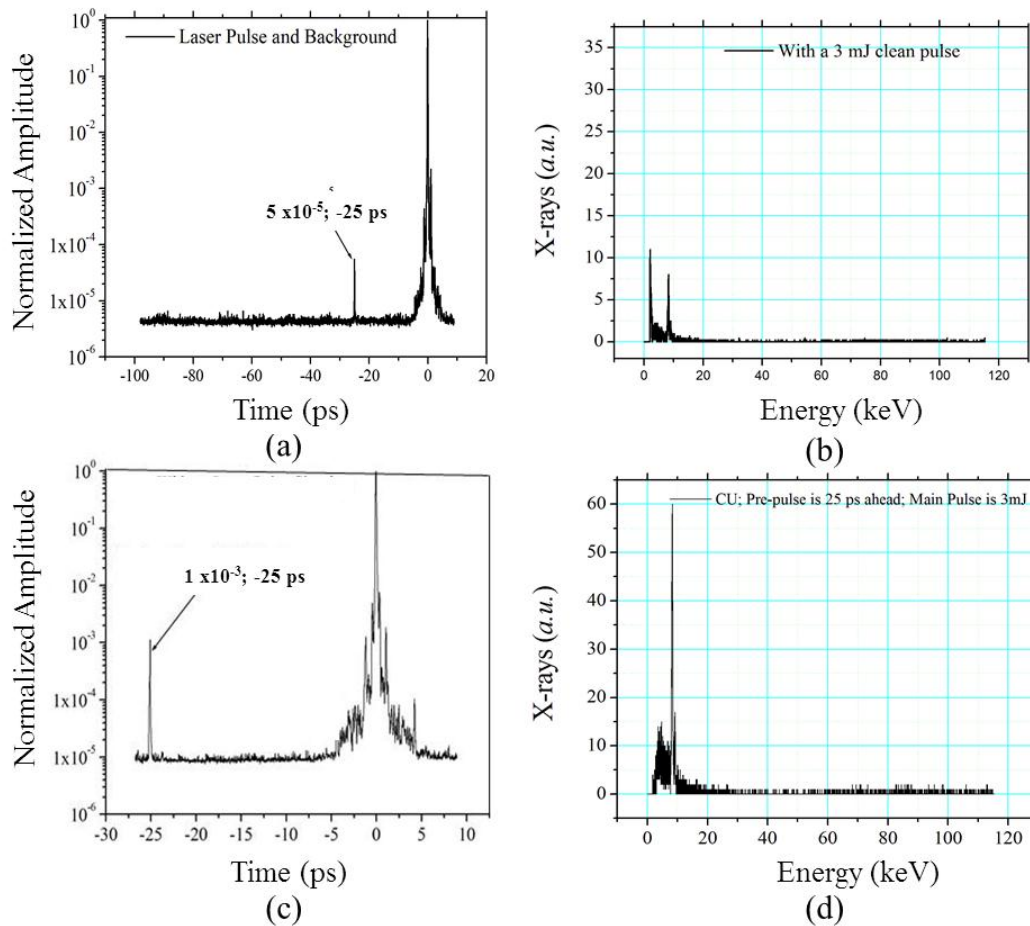 Laser Pulse and Background
5 x10⁻⁵; -25 ps
Normalized Amplitude
10⁰
10⁻¹
10⁻²
10⁻³
1x10⁻⁴
1x10⁻⁵
10⁻⁶
-100 -80 -60 -40 -20 0 20
Time (ps)
(a)
With a 3 mJ clean pulse
X-rays (a.u.)
35
30
25
20
15
10
5
0
0 20 40 60 80 100 120
Energy (keV)
(b)
1 x10⁻³; -25 ps
Normalized Amplitude
10⁰
10⁻¹
10⁻²
10⁻³
1x10⁻⁴
1x10⁻⁵
10⁻⁶
-30 -25 -20 -15 -10 -5 0 5 10
Time (ps)
(c)
CU; Pre-pulse is 25 ps ahead; Main Pulse is 3mJ
X-rays (a.u.)
60
50
40
30
20
10
0
0 20 40 60 80 100 120
Energy (keV)
(d)